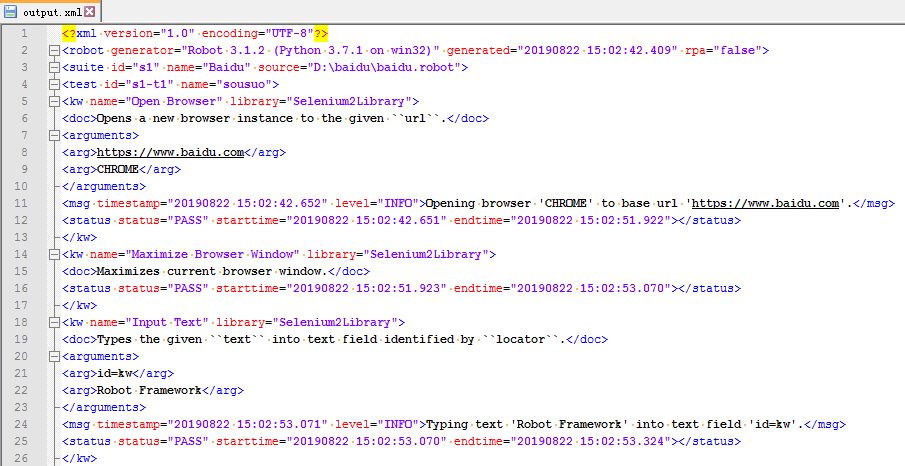 output.xml
1 <?xml version="1.0" encoding="UTF-8"?>
2 <robot generator="Robot 3.1.2 (Python 3.7.1 on win32)" generated="20190822 15:02:42.409" rpa="false">
3 <suite id="s1" name="Baidu" source="D:\baidu\baidu.robot">
4 <test id="s1-t1" name="sousuo">
5 <kw name="Open Browser" library="Selenium2Library">
6 <doc>Opens a new browser instance to the given ``url``.</doc>
7 <arguments>
8 <arg>https://www.baidu.com</arg>
9 <arg>CHROME</arg>
10 </arguments>
11 <msg timestamp="20190822 15:02:42.652" level="INFO">Opening browser 'CHROME' to base url 'https://www.baidu.com'.</msg>
12 <status status="PASS" starttime="20190822 15:02:42.651" endtime="20190822 15:02:51.922"></status>
13 </kw>
14 <kw name="Maximize Browser Window" library="Selenium2Library">
15 <doc>Maximizes current browser window.</doc>
16 <status status="PASS" starttime="20190822 15:02:51.923" endtime="20190822 15:02:53.070"></status>
17 </kw>
18 <kw name="Input Text" library="Selenium2Library">
19 <doc>Types the given ``text`` into text field identified by ``locator``.</doc>
20 <arguments>
21 <arg>id=kw</arg>
22 <arg>Robot Framework</arg>
23 </arguments>
24 <msg timestamp="20190822 15:02:53.071" level="INFO">Typing text 'Robot Framework' into text field 'id=kw'.</msg>
25 <status status="PASS" starttime="20190822 15:02:53.070" endtime="20190822 15:02:53.324"></status>
26 </kw>